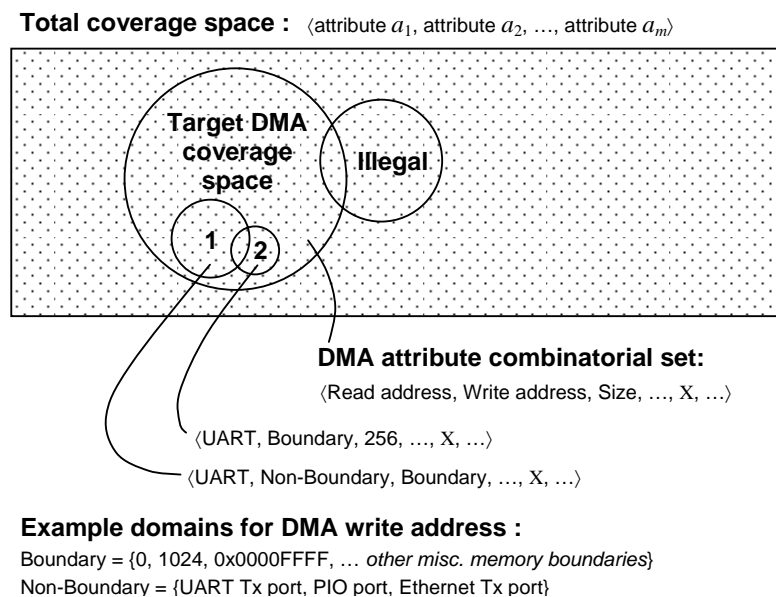 Total coverage space : ⟨attribute a1, attribute a2, …, attribute am⟩
Target DMA
coverage
space
Illegal
1
2
DMA attribute combinatorial set:
⟨Read address, Write address, Size, …, X, …⟩
⟨UART, Boundary, 256, …, X, …⟩
⟨UART, Non-Boundary, Boundary, …, X, …⟩
Example domains for DMA write address :
Boundary = {0, 1024, 0x0000FFFF, … other misc. memory boundaries}
Non-Boundary = {UART Tx port, PIO port, Ethernet Tx port}